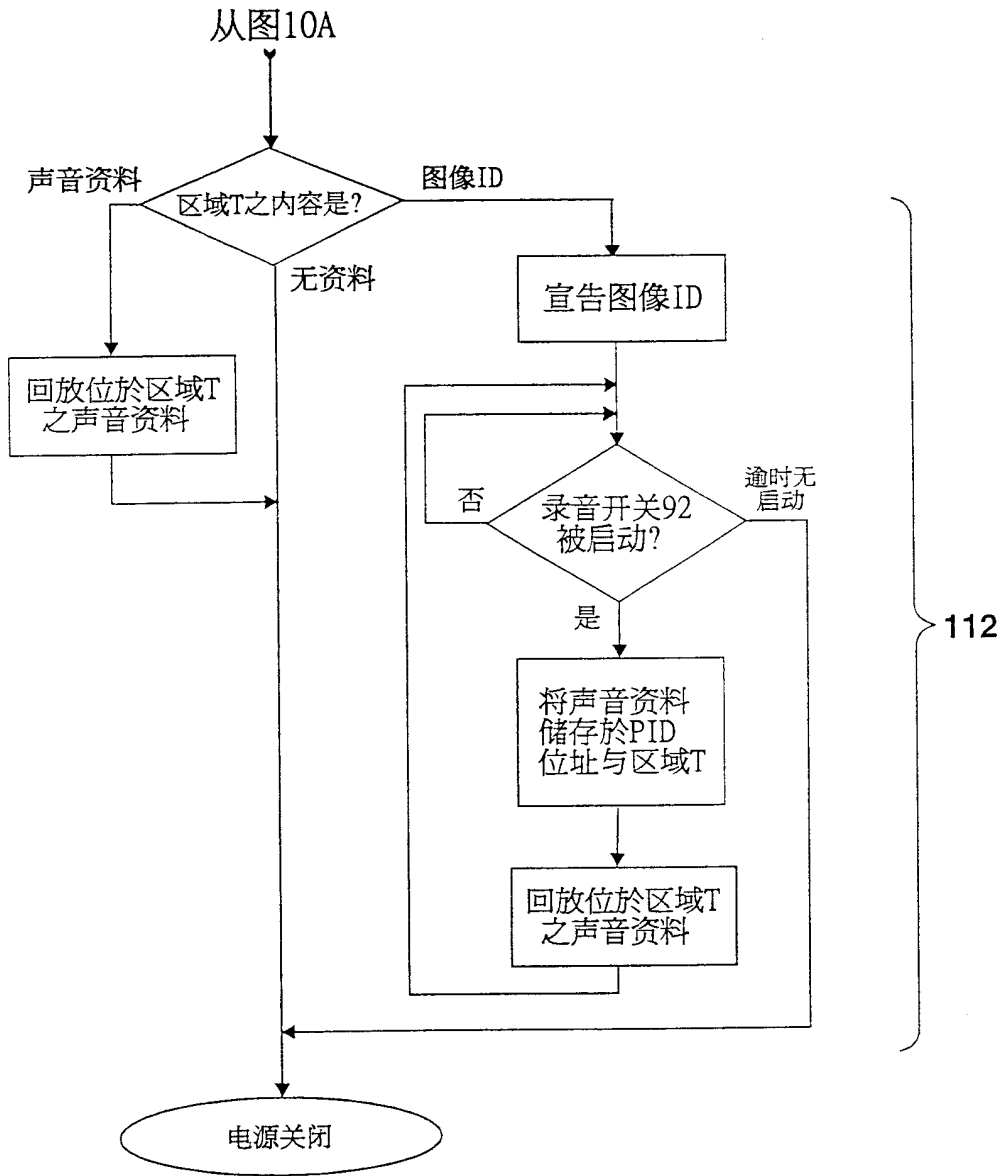 从图10A
声音资料
图像ID
区域T之内容是?
无资料
宣告图像ID
回放位於区域T
之声音资料
逾时无
启动
否
录音开关92
被启动?
是
112
将声音资料
储存於PID
位址与区域T
回放位於区域T
之声音资料
电源关闭